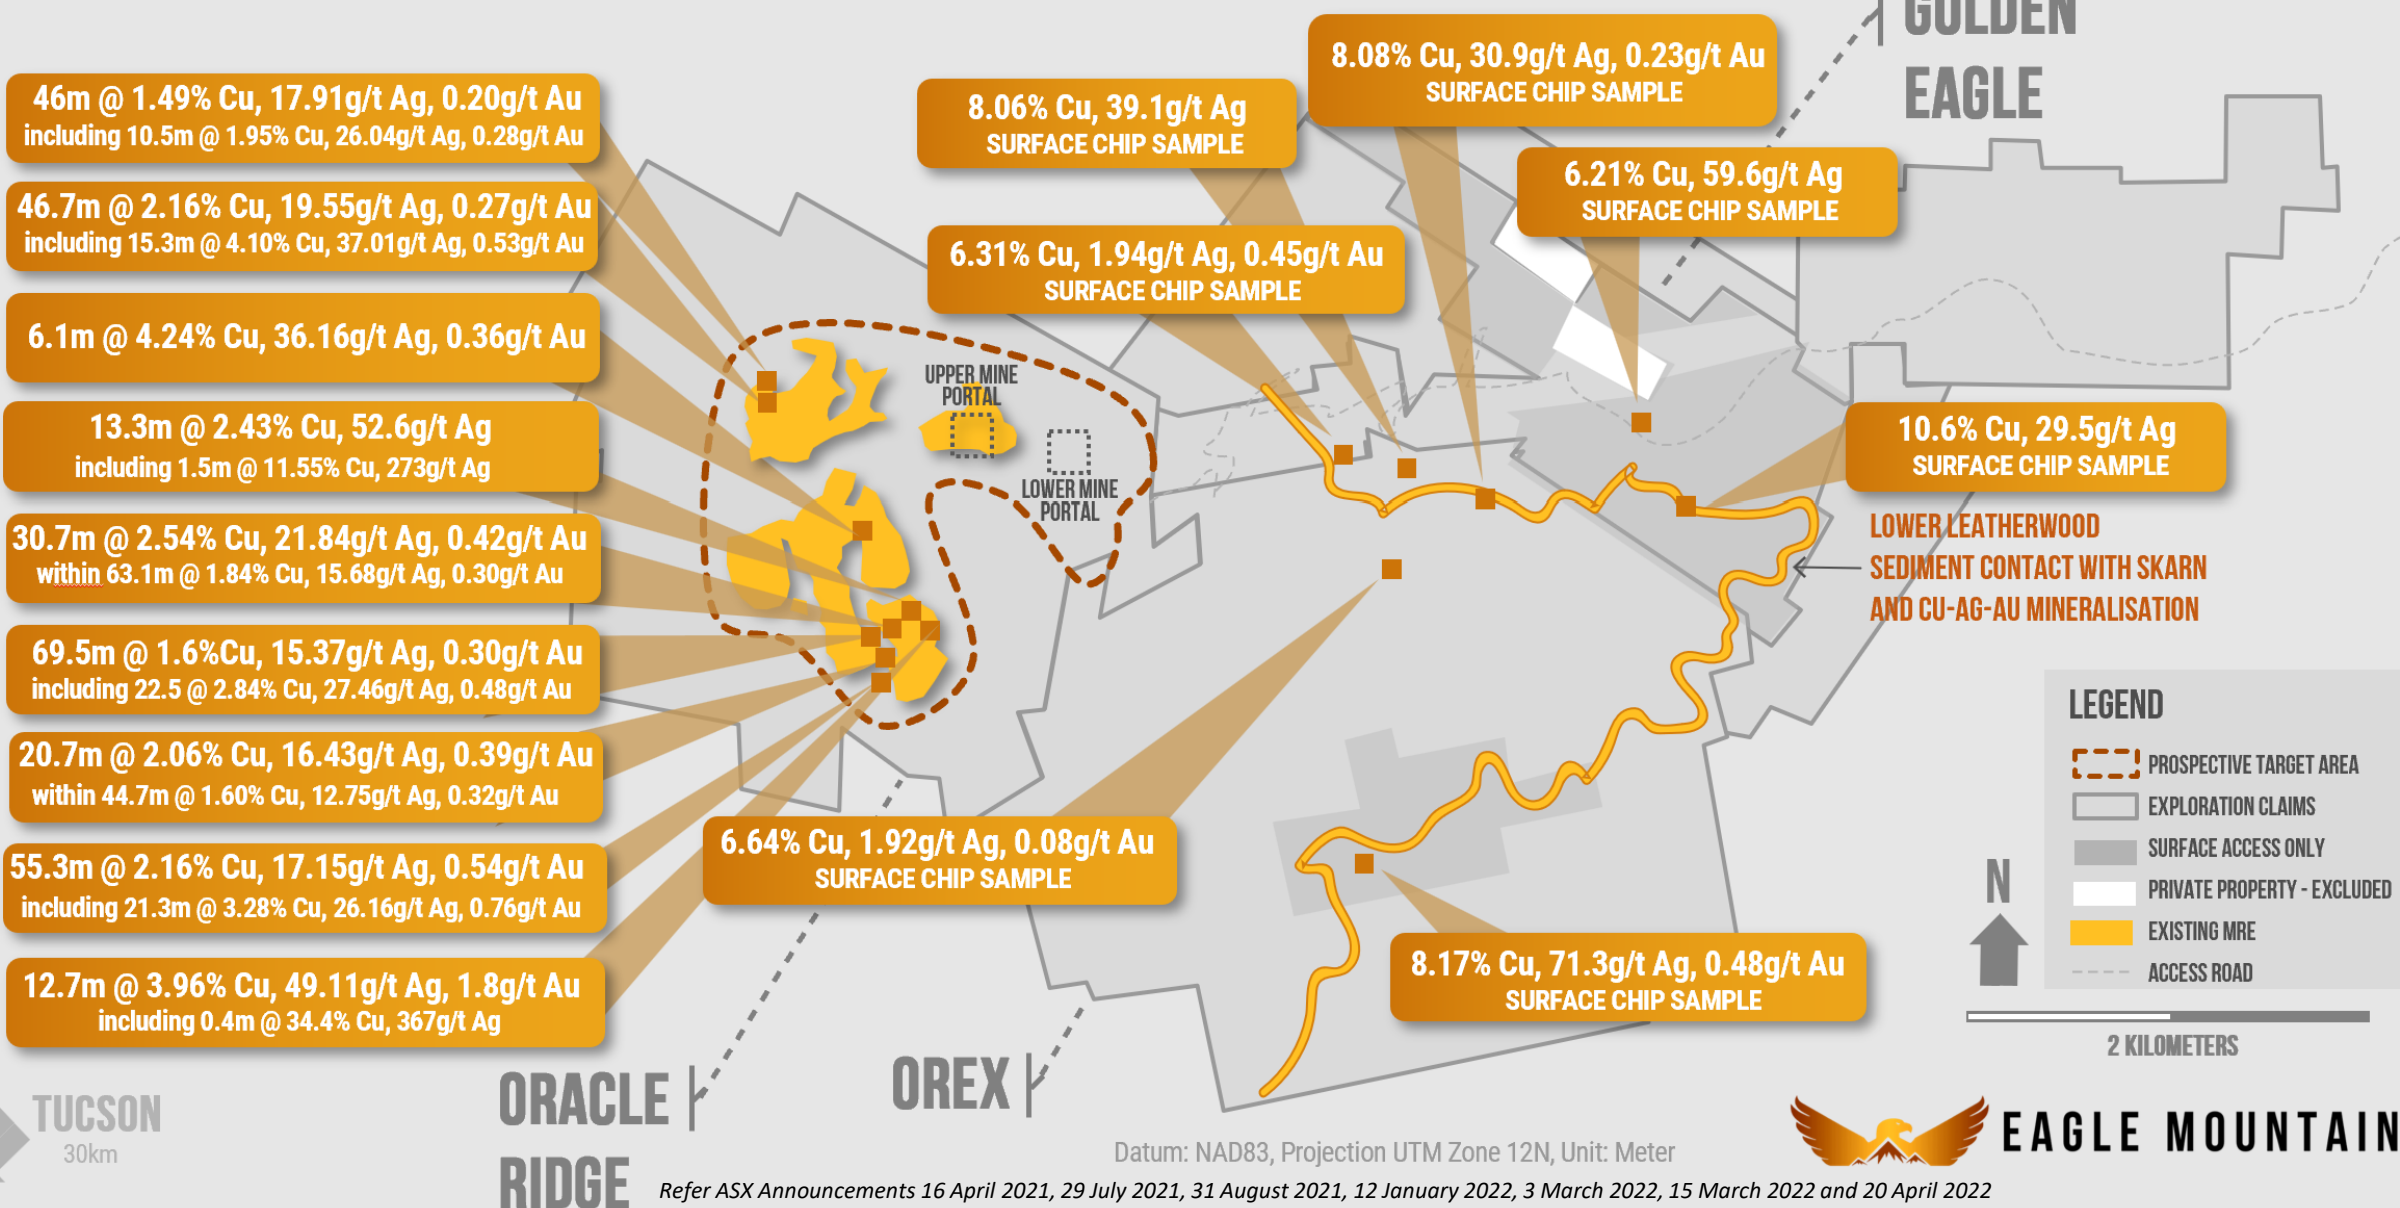 GOLDEN
EAGLE
8.08% Cu, 30.9g/t Ag, 0.23g/t Au
SURFACE CHIP SAMPLE
8.06% Cu, 39.1g/t Ag
SURFACE CHIP SAMPLE
6.21% Cu, 59.6g/t Ag
SURFACE CHIP SAMPLE
6.31% Cu, 1.94g/t Ag, 0.45g/t Au
SURFACE CHIP SAMPLE
46m @ 1.49% Cu, 17.91g/t Ag, 0.20g/t Au
including 10.5m @ 1.95% Cu, 26.04g/t Ag, 0.28g/t Au
46.7m @ 2.16% Cu, 19.55g/t Ag, 0.27g/t Au
including 15.3m @ 4.10% Cu, 37.01g/t Ag, 0.53g/t Au
6.1m @ 4.24% Cu, 36.16g/t Ag, 0.36g/t Au
13.3m @ 2.43% Cu, 52.6g/t Ag
including 1.5m @ 11.55% Cu, 273g/t Ag
30.7m @ 2.54% Cu, 21.84g/t Ag, 0.42g/t Au
within 63.1m @ 1.84% Cu, 15.68g/t Ag, 0.30g/t Au
69.5m @ 1.6%Cu, 15.37g/t Ag, 0.30g/t Au
including 22.5 @ 2.84% Cu, 27.46g/t Ag, 0.48g/t Au
20.7m @ 2.06% Cu, 16.43g/t Ag, 0.39g/t Au
within 44.7m @ 1.60% Cu, 12.75g/t Ag, 0.32g/t Au
55.3m @ 2.16% Cu, 17.15g/t Ag, 0.54g/t Au
including 21.3m @ 3.28% Cu, 26.16g/t Ag, 0.76g/t Au
12.7m @ 3.96% Cu, 49.11g/t Ag, 1.8g/t Au
including 0.4m @ 34.4% Cu, 367g/t Ag
UPPER MINE
PORTAL
LOWER MINE
PORTAL
10.6% Cu, 29.5g/t Ag
SURFACE CHIP SAMPLE
LOWER LEATHERWOOD
SEDIMENT CONTACT WITH SKARN
AND CU-AG-AU MINERALISATION
6.64% Cu, 1.92g/t Ag, 0.08g/t Au
SURFACE CHIP SAMPLE
8.17% Cu, 71.3g/t Ag, 0.48g/t Au
SURFACE CHIP SAMPLE
LEGEND
PROSPECTIVE TARGET AREA
EXPLORATION CLAIMS
SURFACE ACCESS ONLY
PRIVATE PROPERTY - EXCLUDED
EXISTING MRE
ACCESS ROAD
N
2 KILOMETERS
TUCSON
30km
ORACLE
RIDGE
OREX
Datum: NAD83, Projection UTM Zone 12N, Unit: Meter
EAGLE MOUNTAIN
Refer ASX Announcements 16 April 2021, 29 July 2021, 31 August 2021, 12 January 2022, 3 March 2022, 15 March 2022 and 20 April 2022